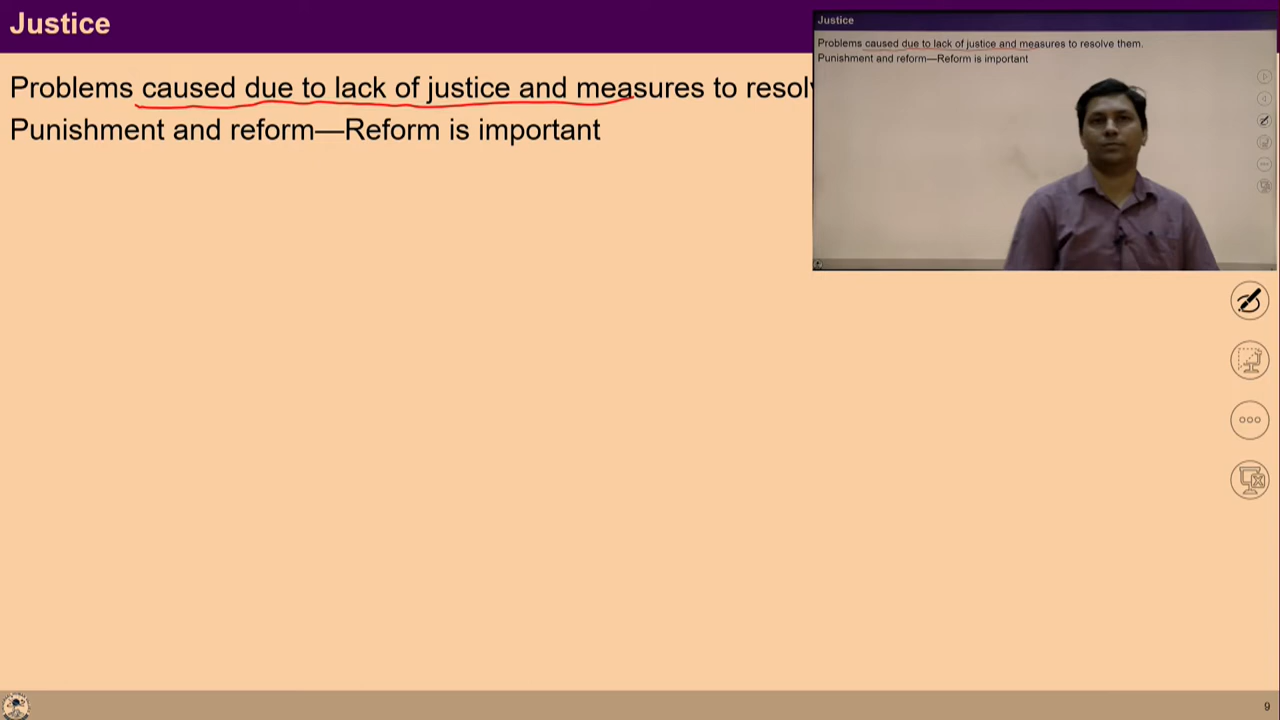 Justice
Problems caused due to lack of justice and measures to resol
Punishment and reform—Reform is important
Justice
Problems caused due to lack of justice and measures to resolve them.
Punishment and reform—Reform is important
9